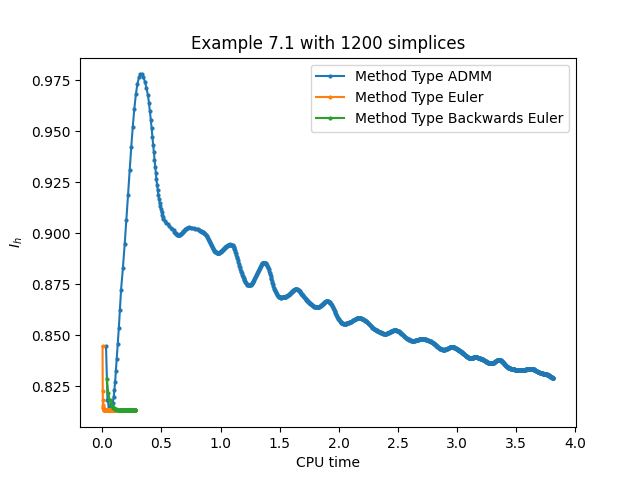 Example 7.1 with 1200 simplices
Method Type ADMM
Method Type Euler
Method Type Backwards Euler
0.975
0.950
0.925
0.900
0.875
0.850
0.825
I_h
0.0 0.5 1.0 1.5 2.0 2.5 3.0 3.5 4.0
CPU time